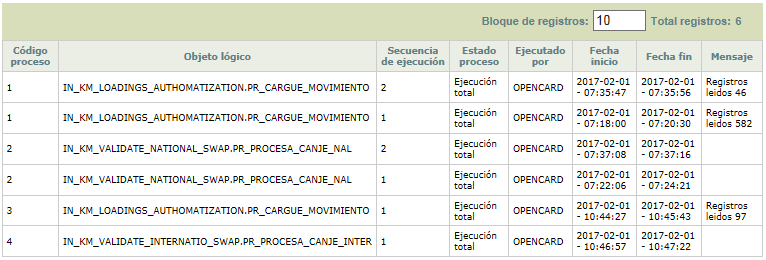 Bloque de registros: 10 Total registros: 6
Código proceso Objeto lógico Secuencia de ejecución Estado proceso Ejecutado por Fecha inicio Fecha fin Mensaje
1 IN_KM_LOADINGS_AUTHOMATIZATION.PR_CARGUE_MOVIMIENTO 2 Ejecución total OPENCARD 2017-02-01 - 07:35:47 2017-02-01 - 07:35:56 Registros leidos 46
1 IN_KM_LOADINGS_AUTHOMATIZATION.PR_CARGUE_MOVIMIENTO 1 Ejecución total OPENCARD 2017-02-01 - 07:18:00 2017-02-01 - 07:20:30 Registros leidos 582
2 IN_KM_VALIDATE_NATIONAL_SWAP.PR_PROCESA_CANJE_NAL 2 Ejecución total OPENCARD 2017-02-01 - 07:37:08 2017-02-01 - 07:37:16
2 IN_KM_VALIDATE_NATIONAL_SWAP.PR_PROCESA_CANJE_NAL 1 Ejecución total OPENCARD 2017-02-01 - 07:22:06 2017-02-01 - 07:24:21
3 IN_KM_LOADINGS_AUTHOMATIZATION.PR_CARGUE_MOVIMIENTO 1 Ejecución total OPENCARD 2017-02-01 - 10:44:27 2017-02-01 - 10:45:43 Registros leidos 97
4 IN_KM_VALIDATE_INTERNATIO_SWAP.PR_PROCESA_CANJE_INTER 1 Ejecución total OPENCARD 2017-02-01 - 10:46:57 2017-02-01 - 10:47:22